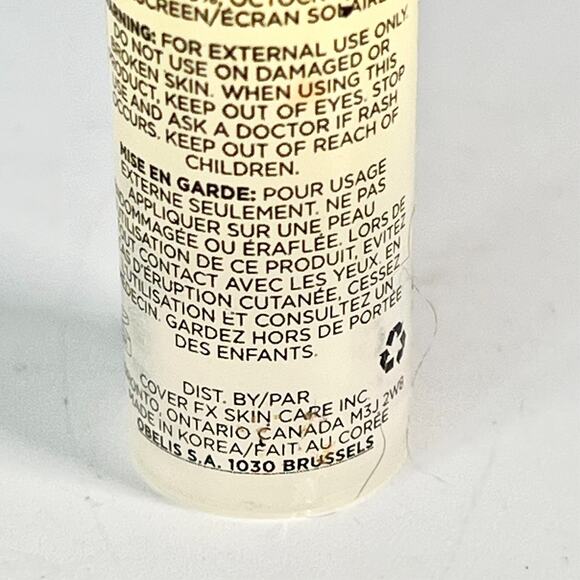 OCTOCR
SCREEN/ÉCRAN SOLAIRE
WARNING: FOR EXTERNAL USE ONLY.
DO NOT USE ON DAMAGED OR
BROKEN SKIN. WHEN USING THIS
PRODUCT, KEEP OUT OF EYES. STOP
USE AND ASK A DOCTOR IF RASH
OCCURS. KEEP OUT OF REACH OF
CHILDREN.
MISE EN GARDE: POUR USAGE
EXTERNE SEULEMENT. NE PAS
APPLIQUER SUR UNE PEAU
ENDOMMAGÉE OU ÉRAFLÉE. LORS DE
L'UTILISATION DE CE PRODUIT, ÉVITEZ
TOUT CONTACT AVEC LES YEUX. EN
CAS D'ÉRUPTION CUTANÉE, CESSEZ
L'UTILISATION ET CONSULTEZ UN
MÉDECIN. GARDEZ HORS DE PORTÉE
DES ENFANTS.
DIST. BY/PAR
COVER FX SKIN CARE INC.
TORONTO, ONTARIO CANADA M3J 2W8
MADE IN KOREA/FAIT AU CORÉE
OBELIS S.A. 1030 BRUSSELS